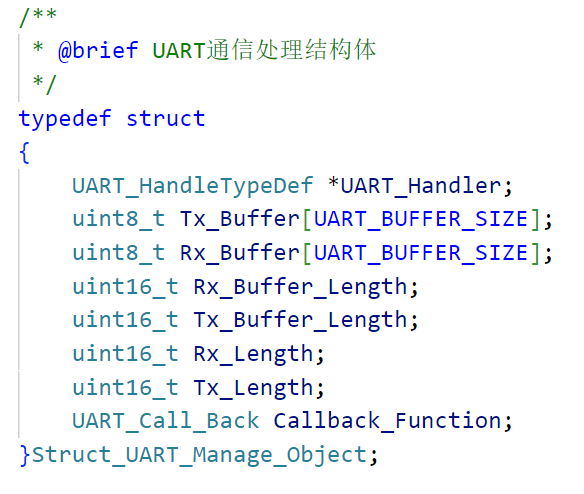 /**
 * @brief UART通信处理结构体
 */
typedef struct
{
    UART_HandleTypeDef *UART_Handler;
    uint8_t Tx_Buffer[UART_BUFFER_SIZE];
    uint8_t Rx_Buffer[UART_BUFFER_SIZE];
    uint16_t Rx_Buffer_Length;
    uint16_t Tx_Buffer_Length;
    uint16_t Rx_Length;
    uint16_t Tx_Length;
    UART_Call_Back Callback_Function;
}Struct_UART_Manage_Object;